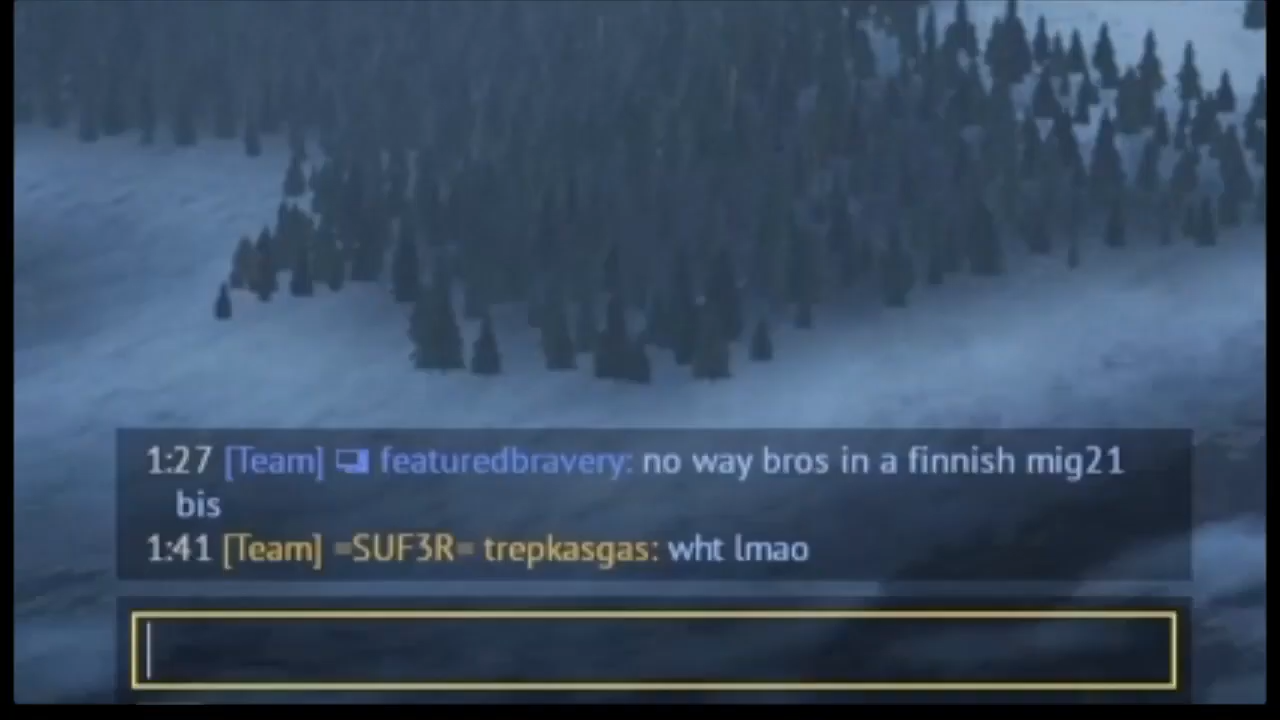 1:27 [Team] featuredbravery: no way bros in a finnish mig21
bis
1:41 [Team] =SUF3R= trepkasgas: wht lmao